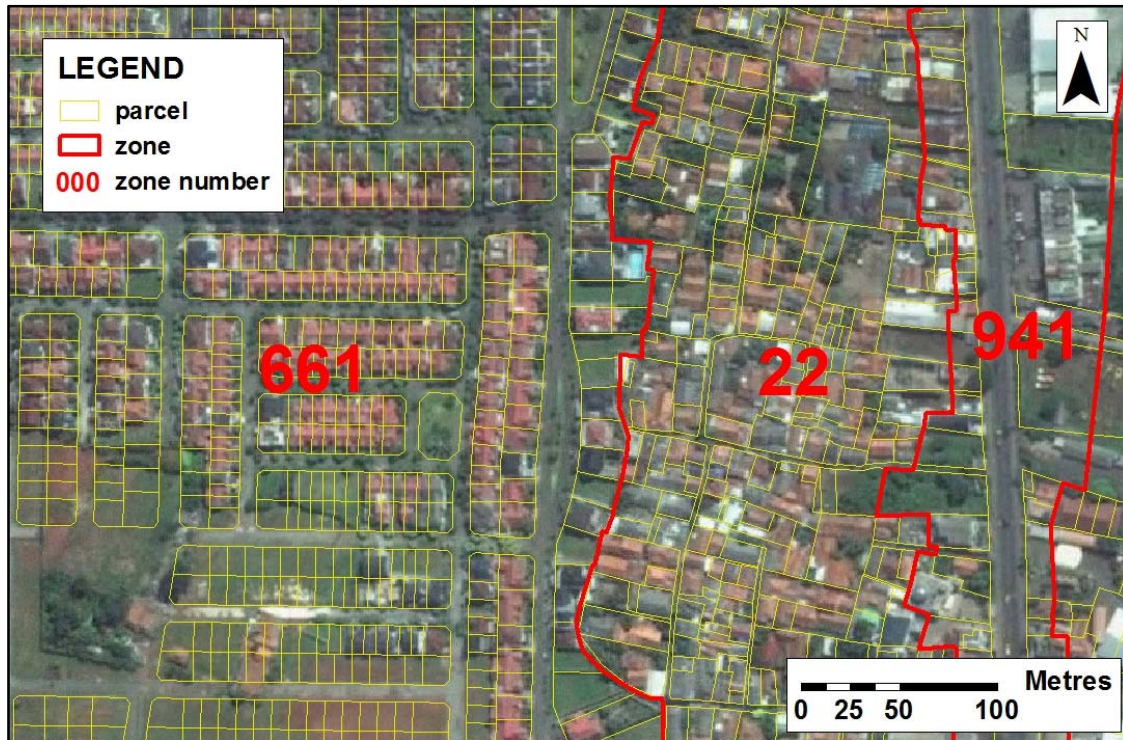 LEGEND
parcel
zone
000 zone number
N
661
22
941
Metres
0 25 50 100